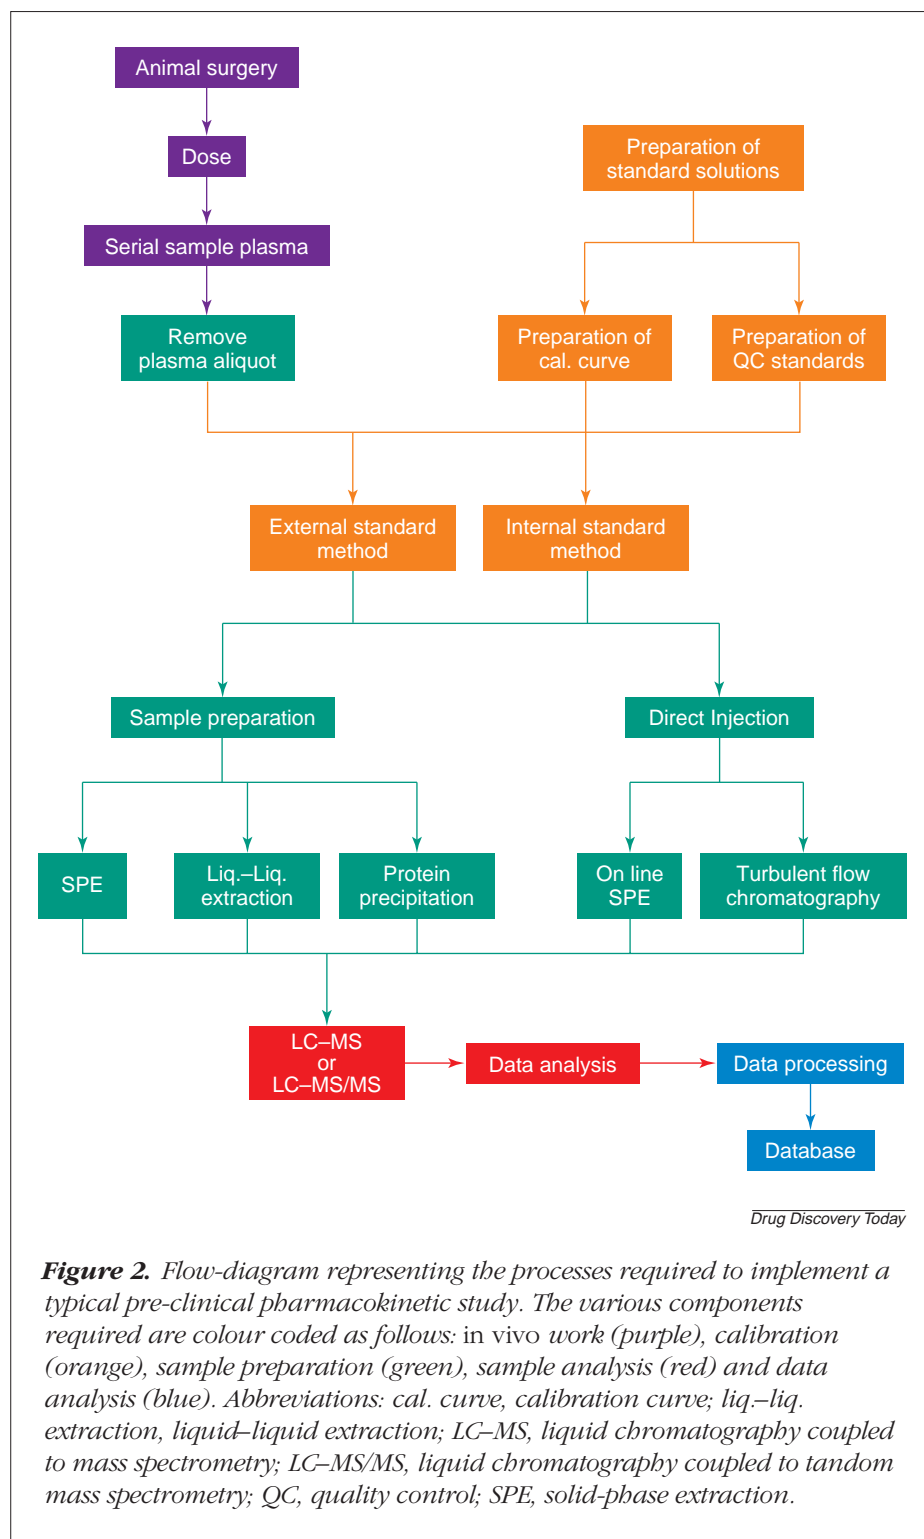 Animal surgery
Dose
Preparation of
standard solutions
Serial sample plasma
Remove
plasma aliquot
Preparation of
cal. curve
Preparation of
QC standards
External standard
method
Internal standard
method
Sample preparation
Direct Injection
SPE
Liq.–Liq.
extraction
Protein
precipitation
On line
SPE
Turbulent flow
chromatography
LC–MS
or
LC–MS/MS
Data analysis
Data processing
Database
Drug Discovery Today
Figure 2. Flow-diagram representing the processes required to implement a
typical pre-clinical pharmacokinetic study. The various components
required are colour coded as follows: in vivo work (purple), calibration
(orange), sample preparation (green), sample analysis (red) and data
analysis (blue). Abbreviations: cal. curve, calibration curve; liq.–liq.
extraction, liquid–liquid extraction; LC–MS, liquid chromatography coupled
to mass spectrometry; LC–MS/MS, liquid chromatography coupled to tandom
mass spectrometry; QC, quality control; SPE, solid-phase extraction.